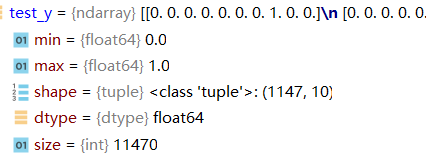 test_y = {ndarray} [[0. 0. 0. 0. 0. 0. 0. 1. 0. 0.]\n [0. 0. 0. 0. 0.
01 min = {float64} 0.0
01 max = {float64} 1.0
shape = {tuple} <class 'tuple'>: (1147, 10)
dtype = {dtype} float64
01 size = {int} 11470